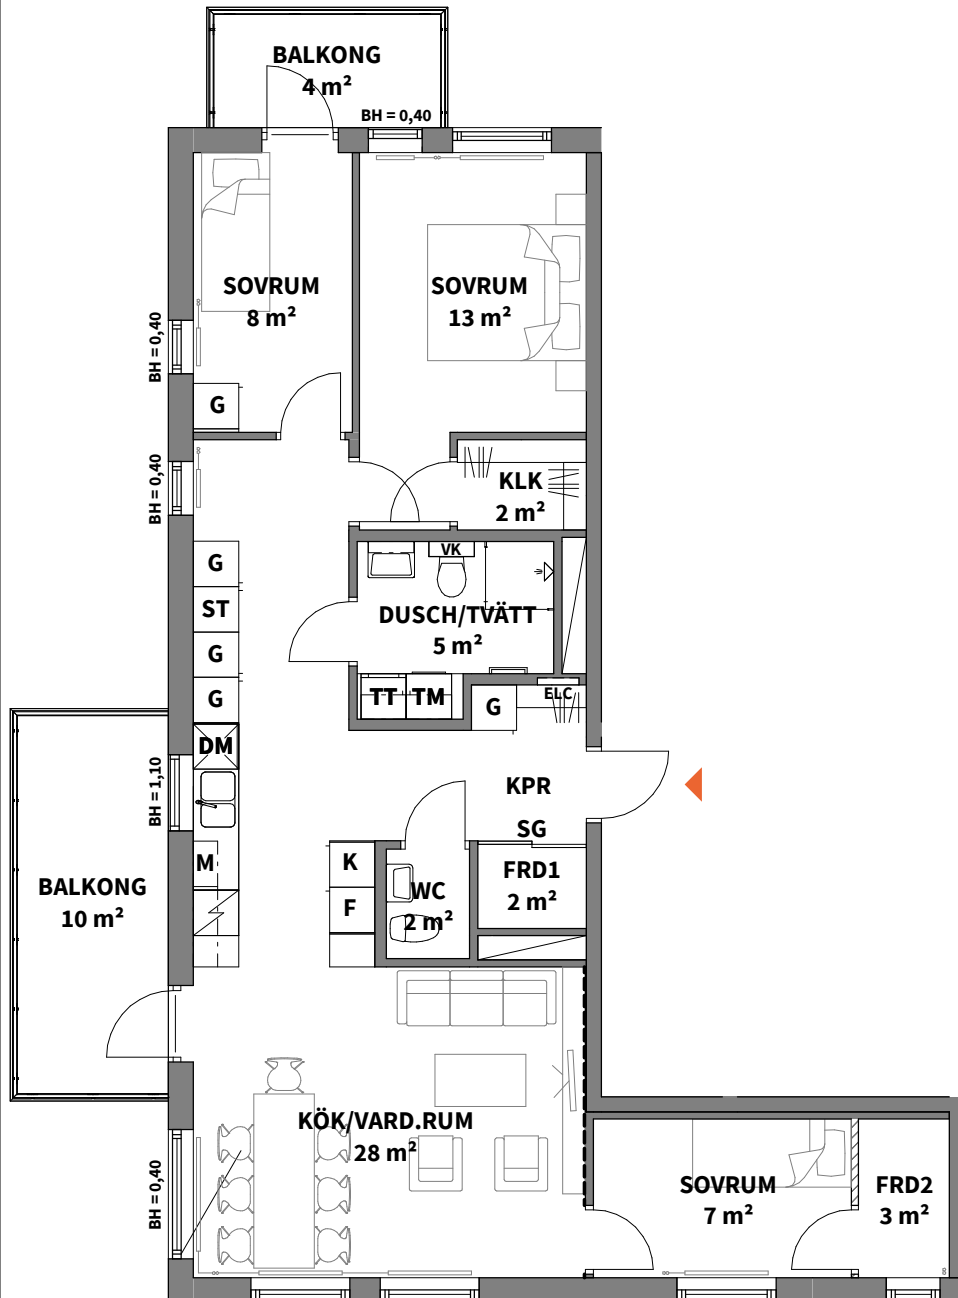 BALKONG
4 m²
BH = 0,40
SOVRUM
8 m²
SOVRUM
13 m²
BH = 0,40
G
BH = 0,40
KLK
2 m²
G
ST
G
G
VK
DUSCH/TVÄTT
5 m²
TT
TM
G
ELC
DM
BH = 1,10
KPR
SG
M
K
F
WC
2 m²
FRD1
2 m²
BALKONG
10 m²
KÖK/VARD.RUM
28 m²
BH = 0,40
SOVRUM
7 m²
FRD2
3 m²